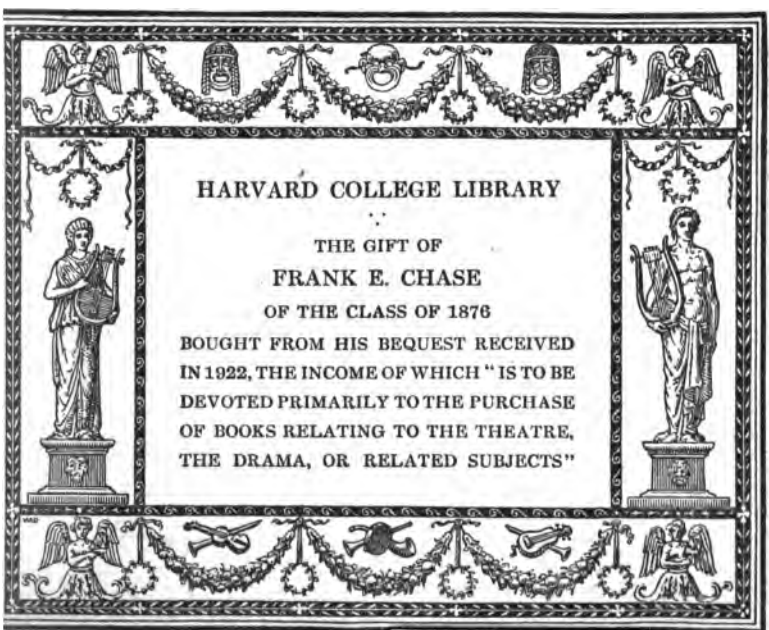 HARVARD COLLEGE LIBRARY
THE GIFT OF
FRANK E. CHASE
OF THE CLASS OF 1876
BOUGHT FROM HIS BEQUEST RECEIVED
IN 1922, THE INCOME OF WHICH "IS TO BE
DEVOTED PRIMARILY TO THE PURCHASE
OF BOOKS RELATING TO THE THEATRE,
THE DRAMA, OR RELATED SUBJECTS"